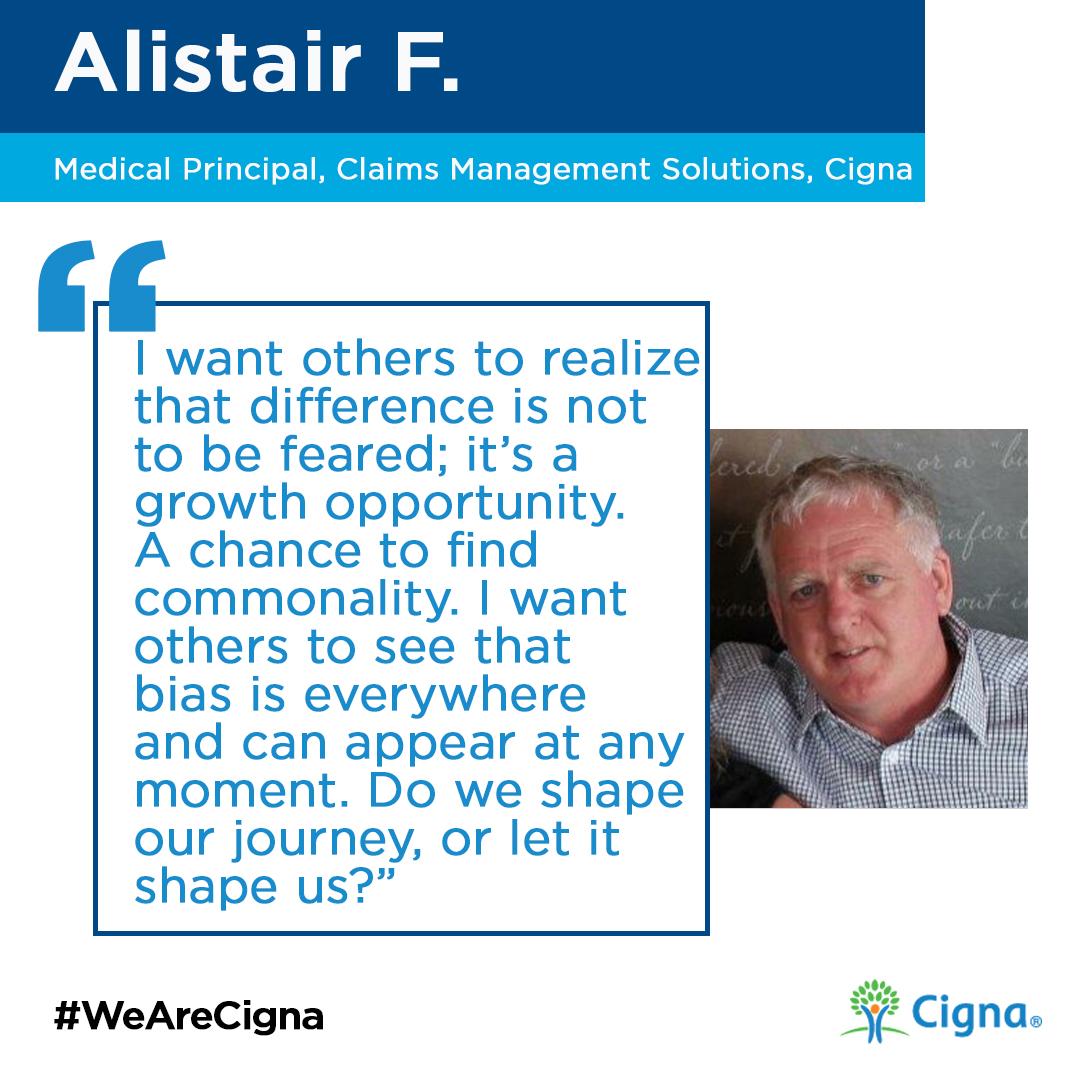 Alistair F.
Medical Principal, Claims Management Solutions, Cigna
“
I want others to realize
that difference is not
to be feared; it’s a
growth opportunity.
A chance to find
commonality. I want
others to see that
bias is everywhere
and can appear at any
moment. Do we shape
our journey, or let it
shape us?”
or a
#WeAreCigna
Cigna®